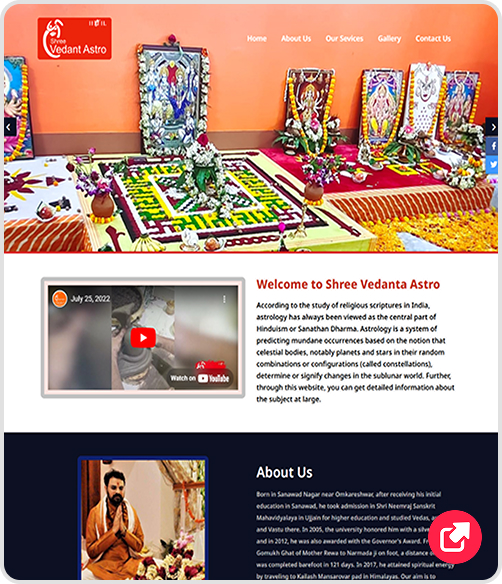 Shree
Vedant Astro
Home About Us Our Sevices Gallery Contact Us
Welcome to Shree Vedanta Astro
July 25, 2022
Watch on YouTube
According to the study of religious scriptures in India,
astrology has always been viewed as the central part of
Hinduism or Sanathan Dharma. Astrology is a system of
predicting mundane occurrences based on the notion that
celestial bodies, notably planets and stars in their random
combinations or configurations (called constellations),
determine or signify changes in the sublunar world. Further,
through this website, you can get detailed information about
the subject at large.
About Us
Born in Sanawad Nagar near Omkareshwar, after receiving his initial
education in Sanawad, he took admission in Shri Neemraj Sanskrit
Mahavidyalaya in Ujjain for higher education and studied Vedas,
and Vastu there. In 2005, the university honored him with a
and in 2012, he was also awarded with the Governor's Award.
Gomukh Ghat of Mother Rewa to Narmada ji on foot, a distance
was completed barefoot in 121 days. In 2017, he attained spiritual energy
by traveling to Kailash Mansarovar pad in Himalayas. Our aim is to